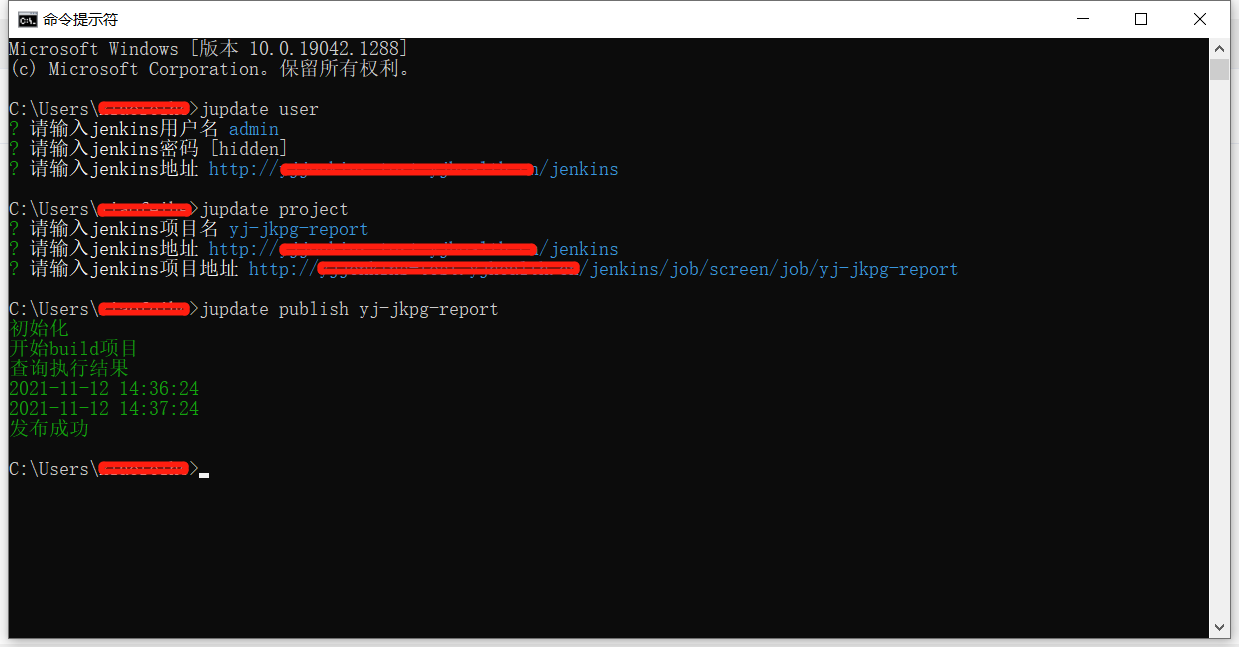 命令提示符
Microsoft Windows [版本 10.0.19042.1288]
(c) Microsoft Corporation。保留所有权利。
C:\Users\ >jupdate user
? 请输入jenkins用户名 admin
? 请输入jenkins密码 [hidden]
? 请输入jenkins地址 http:// /jenkins
C:\Users\ >jupdate project
? 请输入jenkins项目名 yj-jkpg-report
? 请输入jenkins地址 http:// /jenkins
? 请输入jenkins项目地址 http:// /jenkins/job/screen/job/yj-jkpg-report
C:\Users\ >jupdate publish yj-jkpg-report
初始化
开始build项目
查询执行结果
2021-11-12 14:36:24
2021-11-12 14:37:24
发布成功
C:\Users\ >